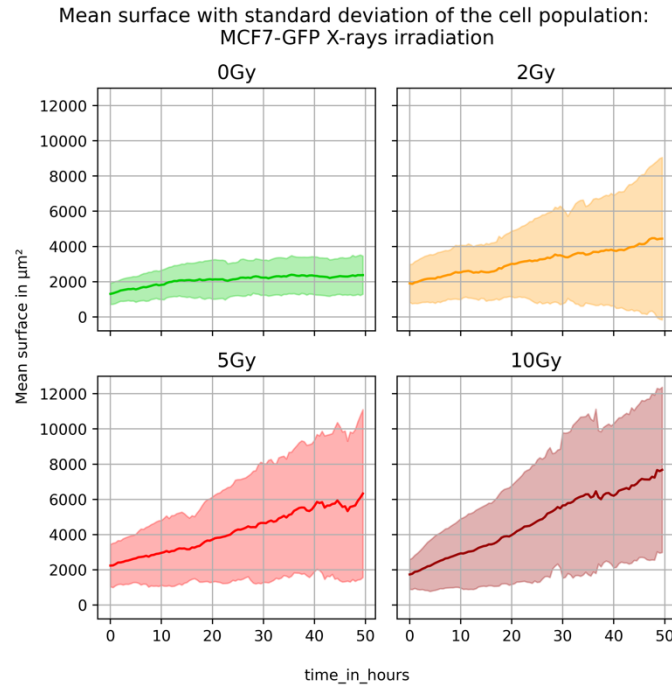 Mean surface with standard deviation of the cell population:
MCF7-GFP X-rays irradiation
0Gy
2Gy
12000
10000
8000
6000
4000
2000
0
5Gy
10Gy
12000
10000
8000
6000
4000
2000
0
0 10 20 30 40 50
0 10 20 30 40 50
Mean surface in µm²
time_in_hours